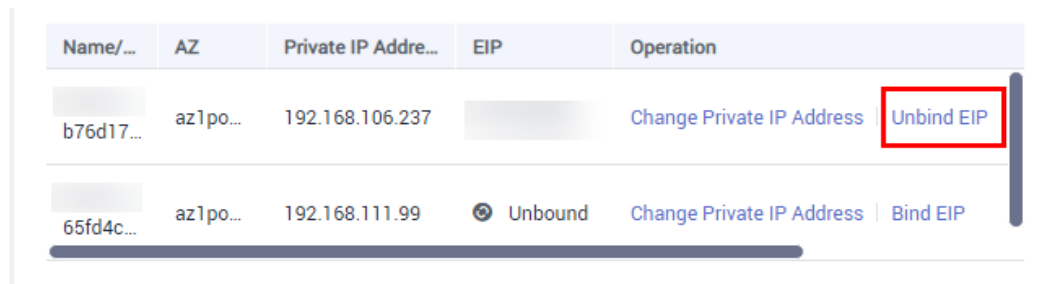 Name/... AZ Private IP Addre... EIP Operation
b76d17... az1po... 192.168.106.237 Change Private IP Address Unbind EIP
65fd4c... az1po... 192.168.111.99 Unbound Change Private IP Address Bind EIP